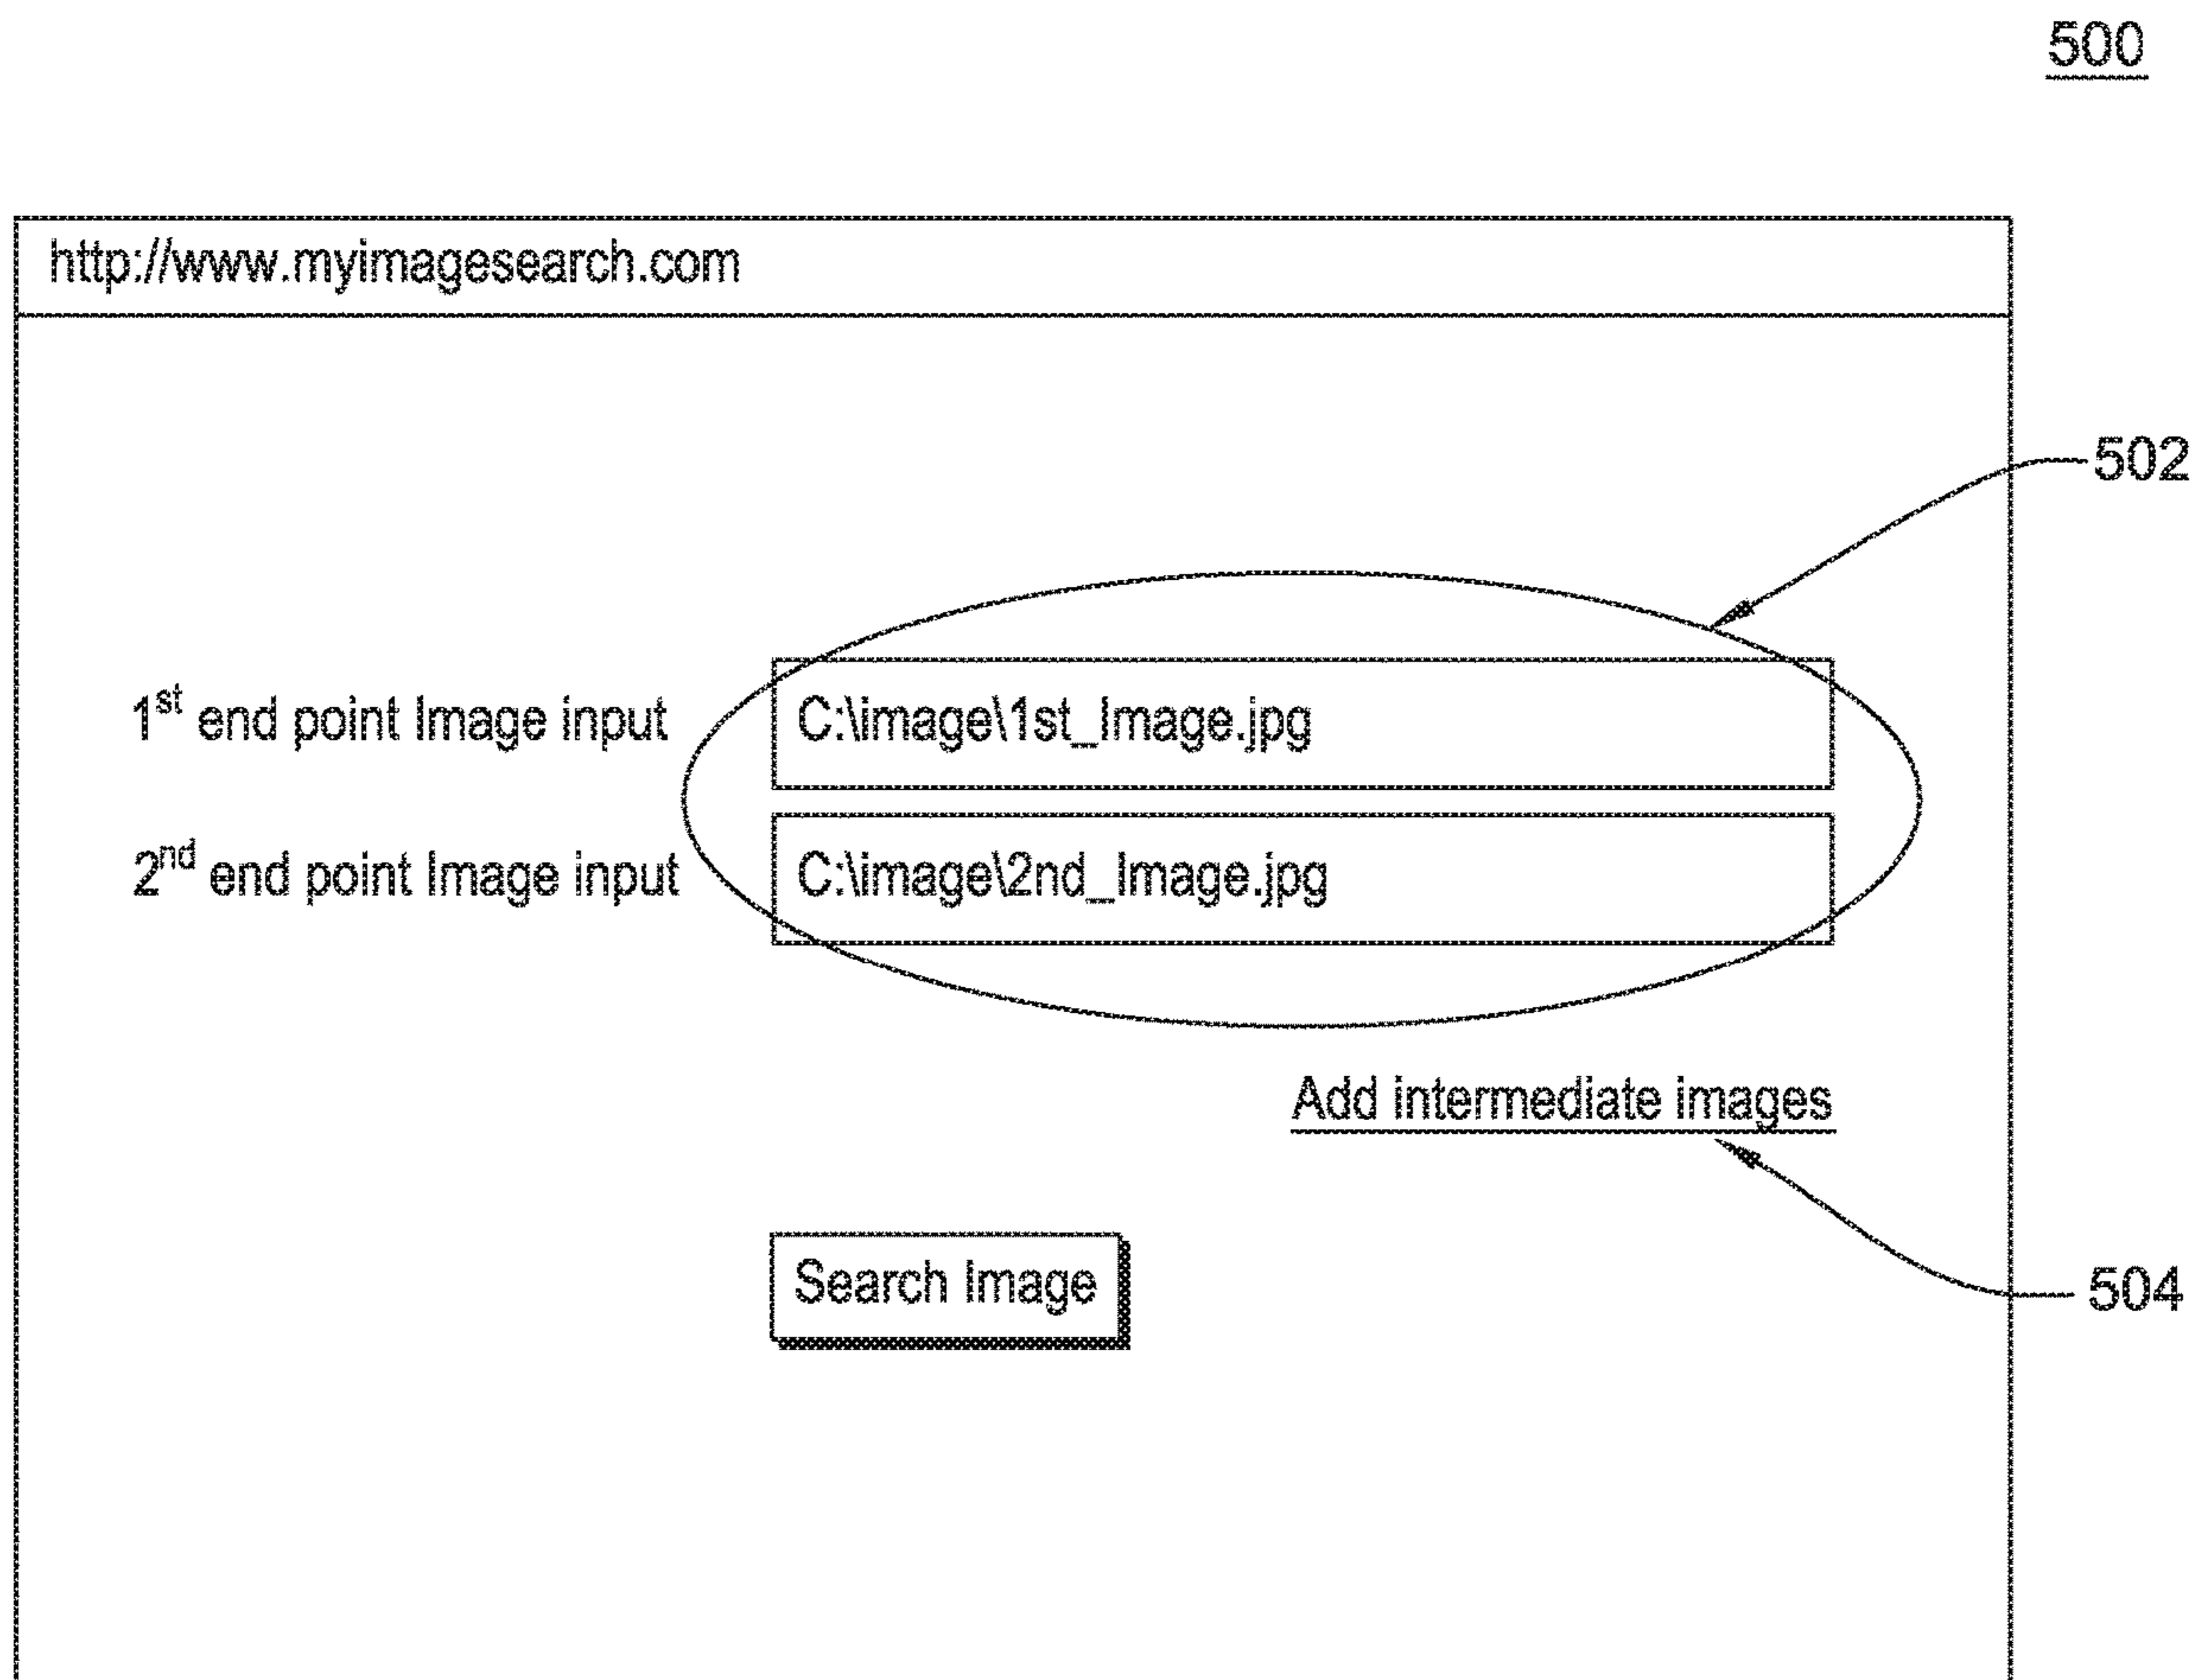 500
http://www.myimagesearch.com
502
1st end point Image input C:\image\1st_Image.jpg
2nd end point Image input C:\image\2nd_Image.jpg
Add intermediate images
Search Image
504